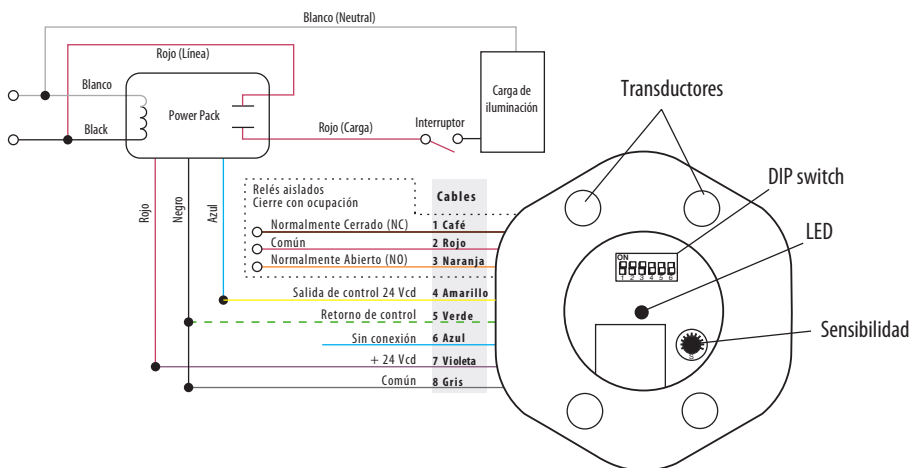 Blanco (Neutral)
Rojo (Línea)
Blanco
Black
Power Pack
Rojo (Carga)
Interruptor
Carga de
iluminación
Transductores
DIP switch
LED
Sensibilidad
Rojo
Negro
Azul
Relés aislados
Cierre con ocupación
Cables
Normalmente Cerrado (NC) 1 Café
Común 2 Rojo
Normalmente Abierto (NO) 3 Naranja
Salida de control 24 Vcd 4 Amarillo
Retorno de control 5 Verde
Sin conexión 6 Azul
+ 24 Vcd 7 Violeta
Común 8 Gris
ON
1 2 3 4 5 6